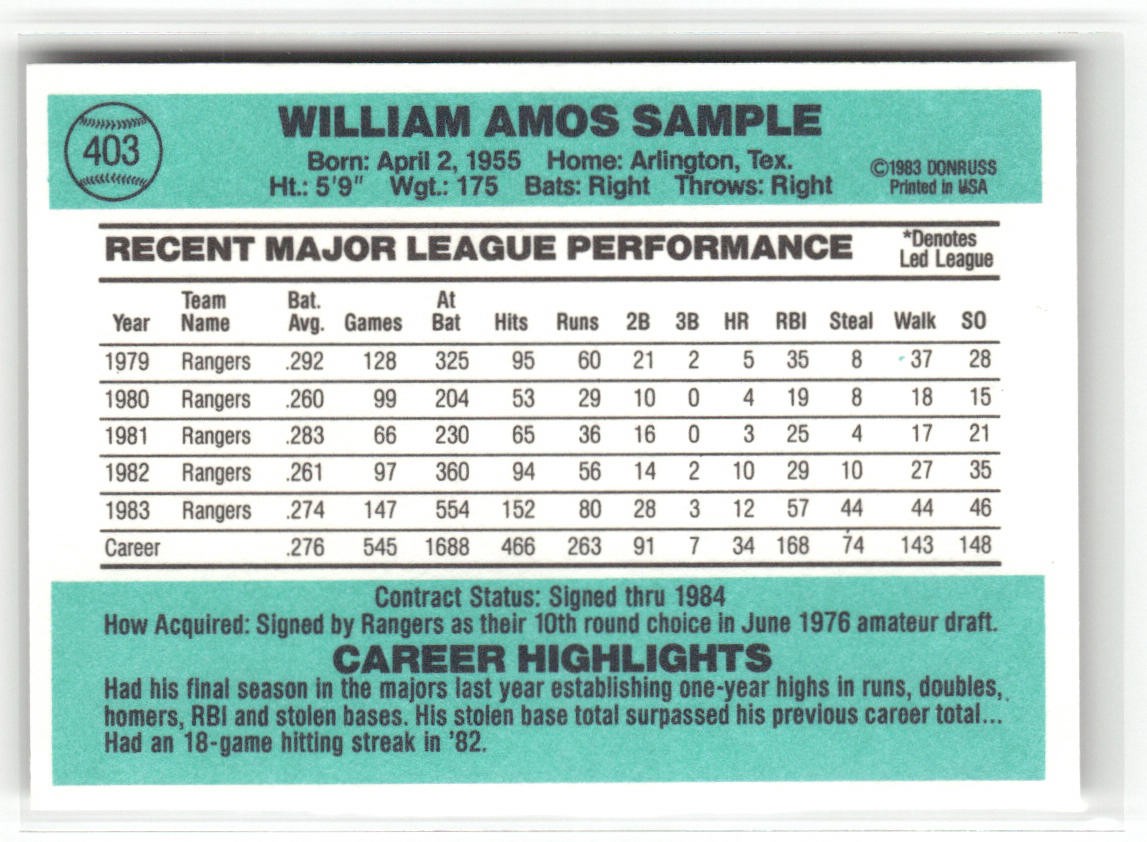 403
WILLIAM AMOS SAMPLE
Born: April 2, 1955 Home: Arlington, Tex.
Ht.: 5'9" Wgt.: 175 Bats: Right Throws: Right
©1983 DONRUSS
Printed in USA
RECENT MAJOR LEAGUE PERFORMANCE
*Denotes
Led League
Year Team Name Bat. Avg. Games At Bat Hits Runs 2B 3B HR RBI Steal Walk SO
1979 Rangers .292 128 325 95 60 21 2 5 35 8 37 28
1980 Rangers .260 99 204 53 29 10 0 4 19 8 18 15
1981 Rangers .283 66 230 65 36 16 0 3 25 4 17 21
1982 Rangers .261 97 360 94 56 14 2 10 29 10 27 35
1983 Rangers .274 147 554 152 80 28 3 12 57 44 44 46
Career .276 545 1688 466 263 91 7 34 168 74 143 148
Contract Status: Signed thru 1984
How Acquired: Signed by Rangers as their 10th round choice in June 1976 amateur draft.
CAREER HIGHLIGHTS
Had his final season in the majors last year establishing one-year highs in runs, doubles,
homers, RBI and stolen bases. His stolen base total surpassed his previous career total...
Had an 18-game hitting streak in '82.